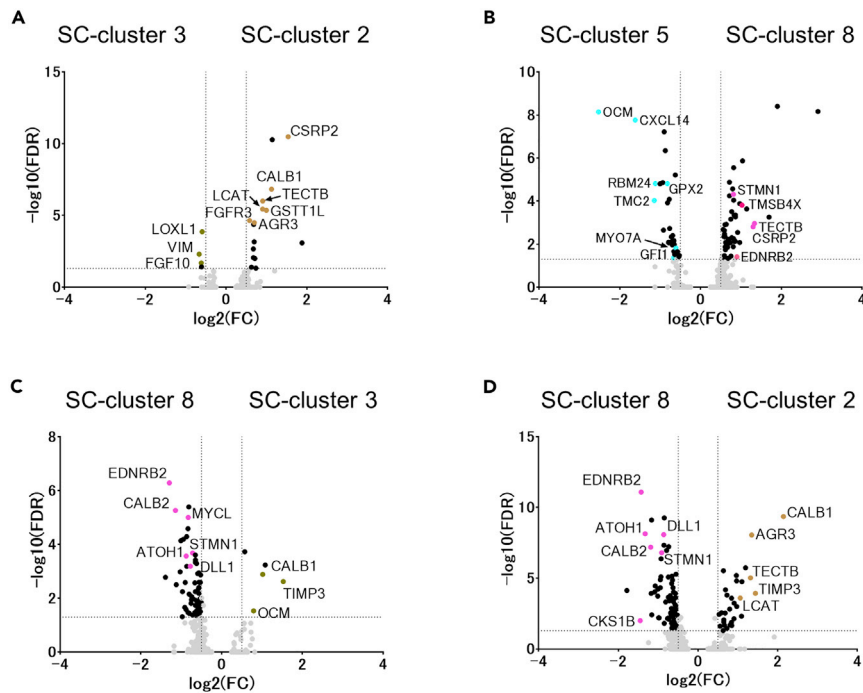 A
SC-cluster 3 SC-cluster 2
15
10
5
0
-log10(FDR)
CSRP2
CALB1
LCAT TECTB
FGFR3 GSTT1L
AGR3
LOXL1
VIM
FGF10
-4 -2 0 2 4
log2(FC)
B
SC-cluster 5 SC-cluster 8
10
8
6
4
2
0
-log10(FDR)
OCM CXCL14
RBM24 GPX2
TMC2
STMN1
TMSB4X
TECTB
CSRP2
MYO7A
GFI1
EDNRB2
-4 -2 0 2 4
log2(FC)
C
SC-cluster 8 SC-cluster 3
8
6
4
2
0
-log10(FDR)
EDNRB2
CALB2 MYCL
STMN1
ATOH1
DLL1
CALB1
TIMP3
OCM
-4 -2 0 2 4
log2(FC)
D
SC-cluster 8 SC-cluster 2
15
10
5
0
-log10(FDR)
EDNRB2
CALB1
ATOH1 DLL1 AGR3
CALB2
STMN1
TECTB
TIMP3
LCAT
CKS1B
-4 -2 0 2 4
log2(FC)